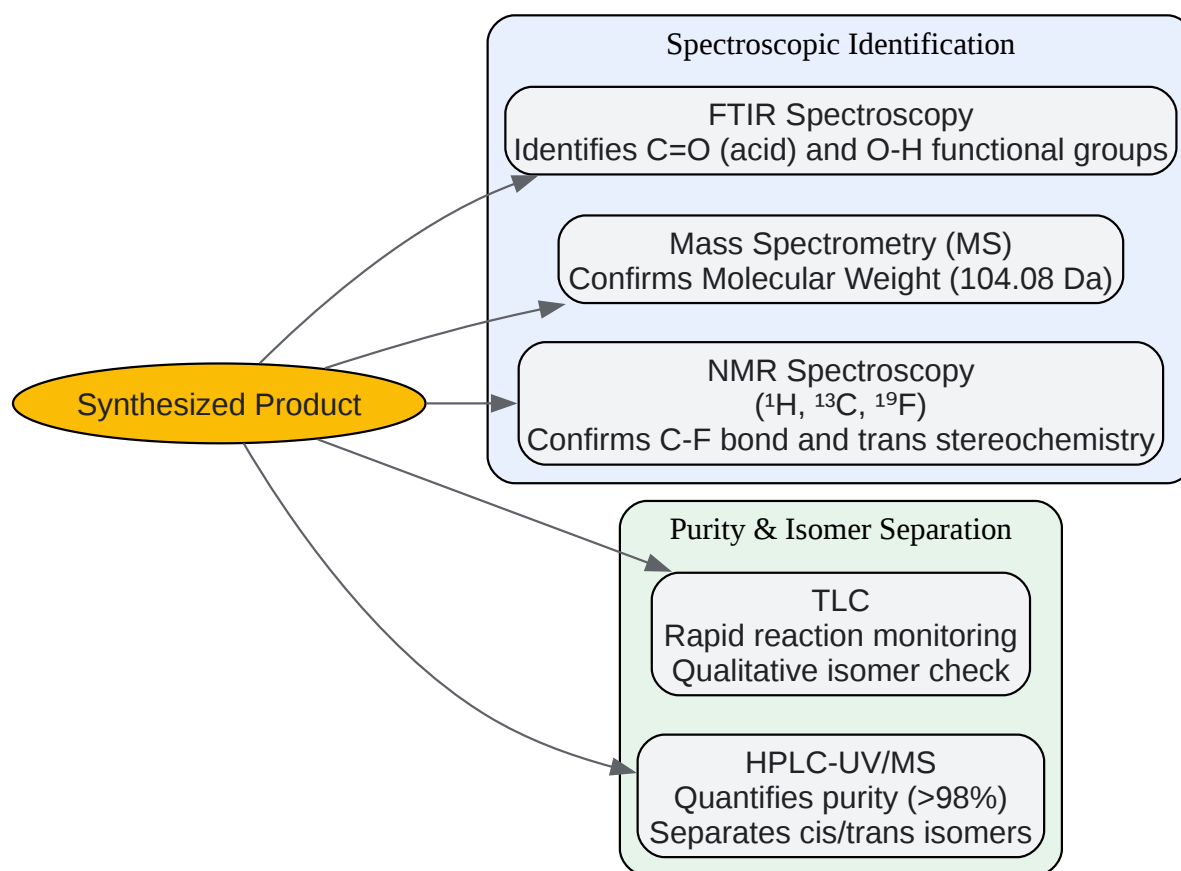 Spectroscopic Identification
FTIR Spectroscopy
Identifies C=O (acid) and O-H functional groups
Mass Spectrometry (MS)
Confirms Molecular Weight (104.08 Da)
NMR Spectroscopy
(¹H, ¹³C, ¹⁹F)
Confirms C-F bond and trans stereochemistry
Synthesized Product
Purity & Isomer Separation
TLC
Rapid reaction monitoring
Qualitative isomer check
HPLC-UV/MS
Quantifies purity (>98%)
Separates cis/trans isomers